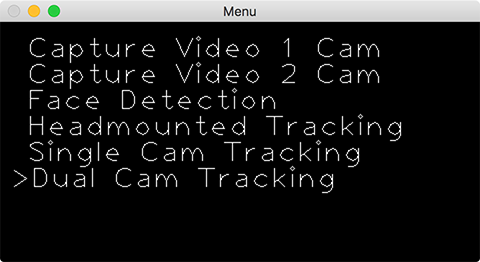 Menu
Capture Video 1 Cam
Capture Video 2 Cam
Face Detection
Headmounted Tracking
Single Cam Tracking
>Dual Cam Tracking